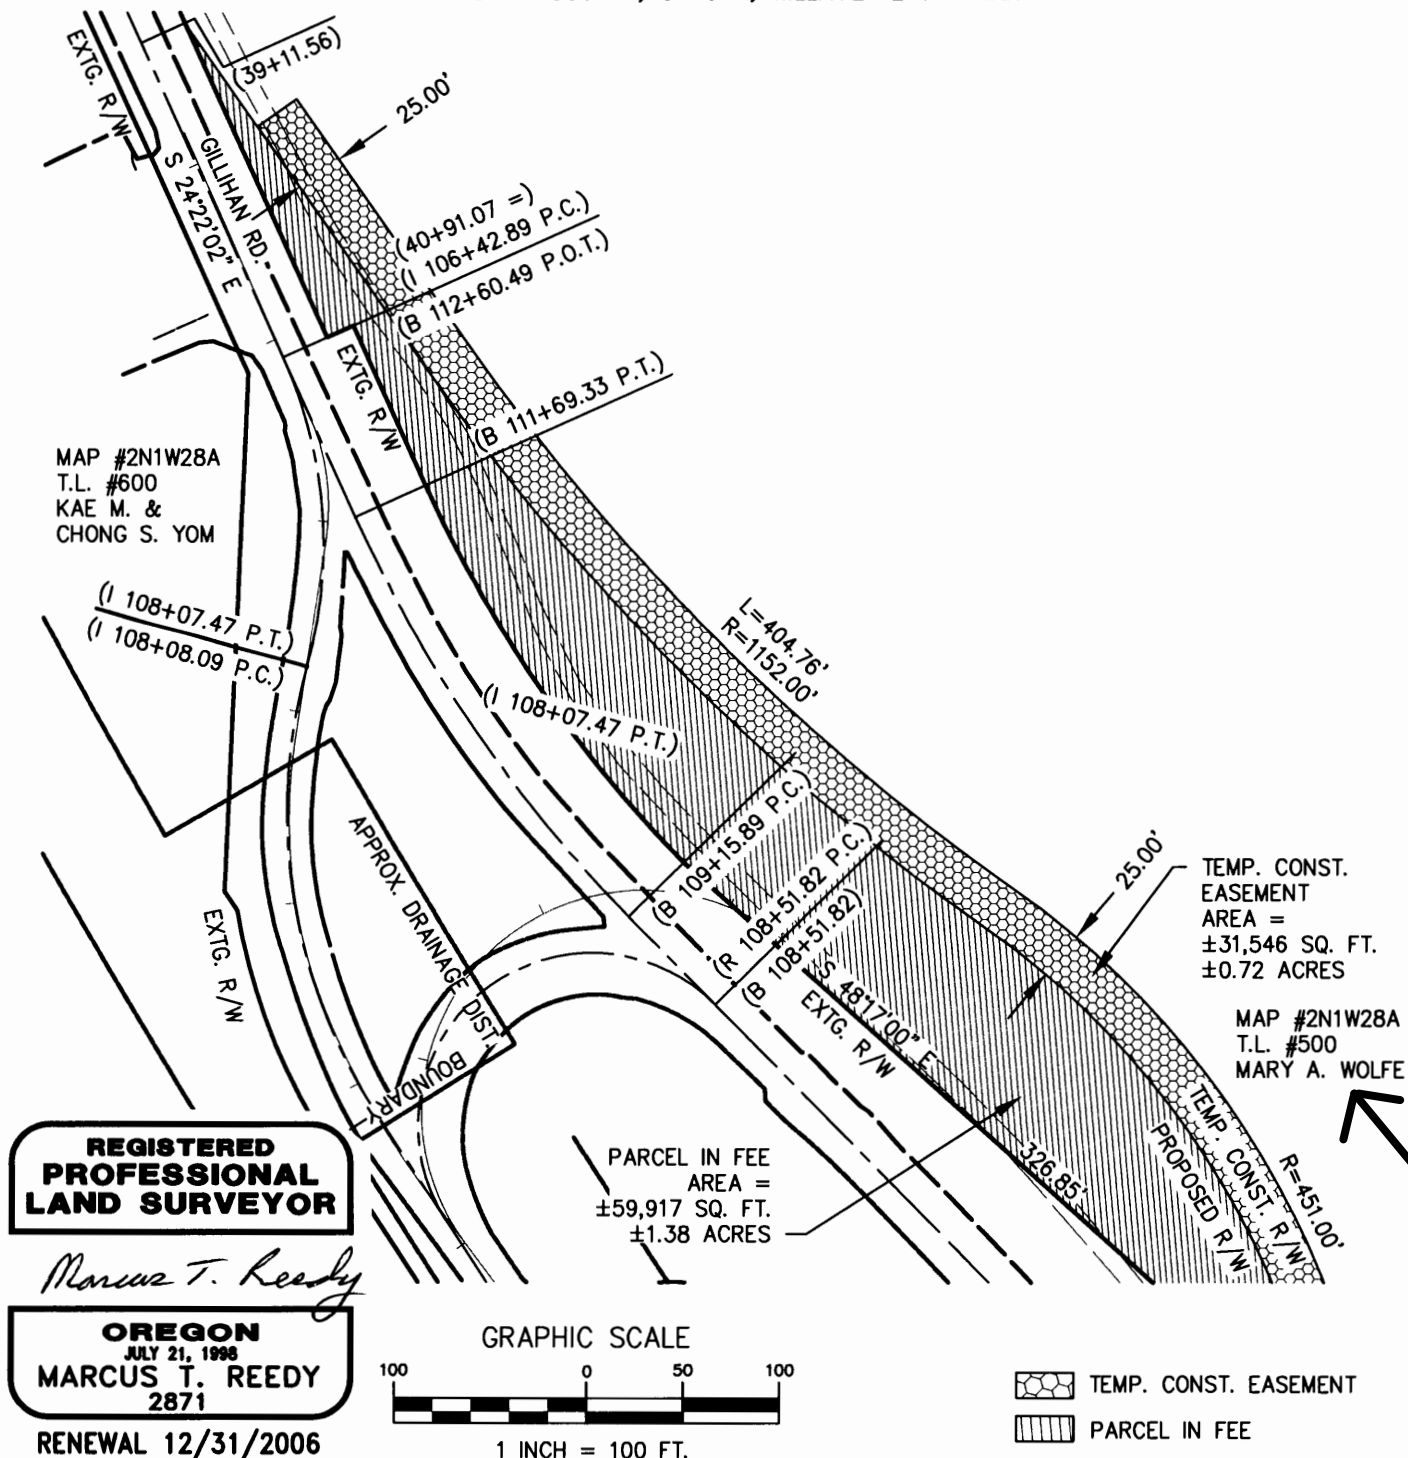 (39+11.56)
EXTG. R/W
25.00'
GILLIHAN RD.
S 24°22'02" E
(40+91.07 =)
(I 106+42.89 P.C.)
(B 112+60.49 P.O.T.)
EXTG. R/W
(B 111+69.33 P.T.)
MAP #2N1W28A
T.L. #600
KAE M. &
CHONG S. YOM
(I 108+07.47 P.T.)
(I 108+08.09 P.C.)
L=404.76'
R=1152.00'
(I 108+07.47 P.T.)
(B 109+15.89 P.C.)
(R 108+51.82 P.C.)
(B 108+51.82)
APPROX. DRAINAGE DIST.
BOUNDARY
EXTG. R/W
S 48°17'00" E
326.85'
EXTG. R/W
25.00'
TEMP. CONST.
EASEMENT
AREA =
±31,546 SQ. FT.
±0.72 ACRES
MAP #2N1W28A
T.L. #500
MARY A. WOLFE
TEMP. CONST. R/W
PROPOSED R/W
R=451.00'
PARCEL IN FEE
AREA =
±59,917 SQ. FT.
±1.38 ACRES
REGISTERED
PROFESSIONAL
LAND SURVEYOR
Marcus T. Reedy
OREGON
JULY 21, 1998
MARCUS T. REEDY
2871
RENEWAL 12/31/2006
GRAPHIC SCALE
100 0 50 100
1 INCH = 100 FT.
TEMP. CONST. EASEMENT
PARCEL IN FEE